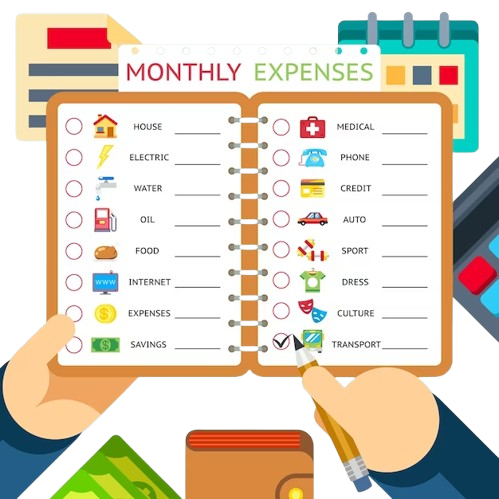 MONTHLY EXPENSES
HOUSE
ELECTRIC
WATER
OIL
FOOD
WWW
INTERNET
EXPENSES
SAVINGS
MEDICAL
PHONE
CREDIT
AUTO
SPORT
DRESS
CULTURE
TRANSPORT